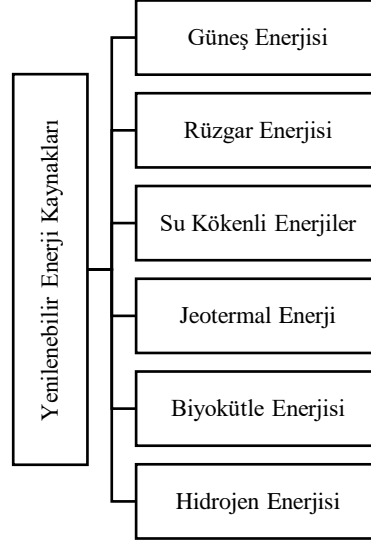 Yenilenebilir Enerji Kaynakları
Güneş Enerjisi
Rüzgar Enerjisi
Su Kökenli Enerjiler
Jeotermal Enerji
Biyokütle Enerjisi
Hidrojen Enerjisi